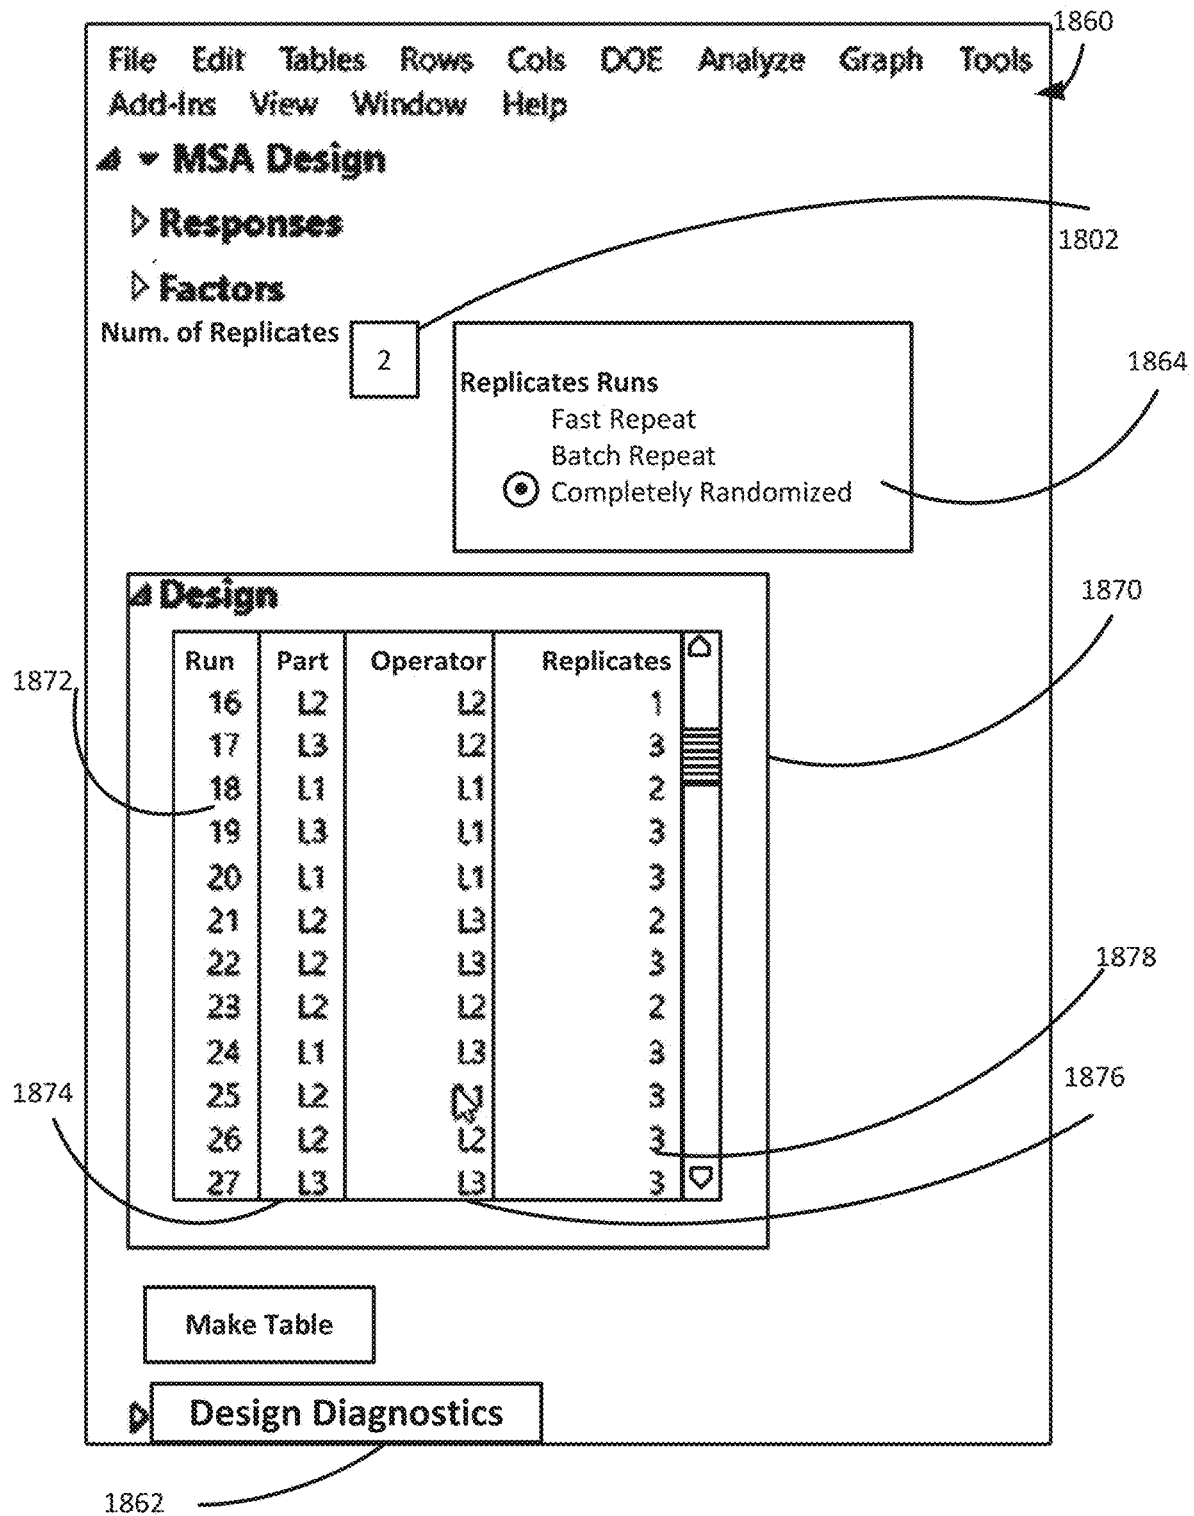 1860
File Edit Tables Rows Cols DOE Analyze Graph Tools
Add-Ins View Window Help
MSA Design
Responses
1802
Factors
Num. of Replicates 2
1864
Replicates Runs
Fast Repeat
Batch Repeat
Completely Randomized
Design
1870
Run Part Operator Replicates
1872
16 L2 L2 1
17 L3 L2 3
18 L1 L1 2
19 L3 L1 3
20 L1 L1 3
21 L2 L3 2
22 L2 L3 3
1878
23 L2 L2 2
24 L1 L3 3
1876
1874
25 L2 3
26 L2 L2 3
27 L3 L3 3
Make Table
Design Diagnostics
1862